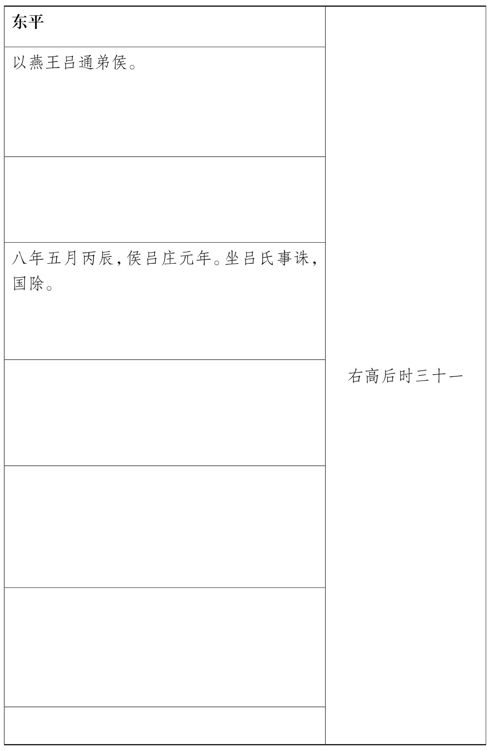 东平
以燕王吕通弟侯。
八年五月丙辰，侯吕庄元年。坐吕氏事诛，
国除。
右高后时三十一